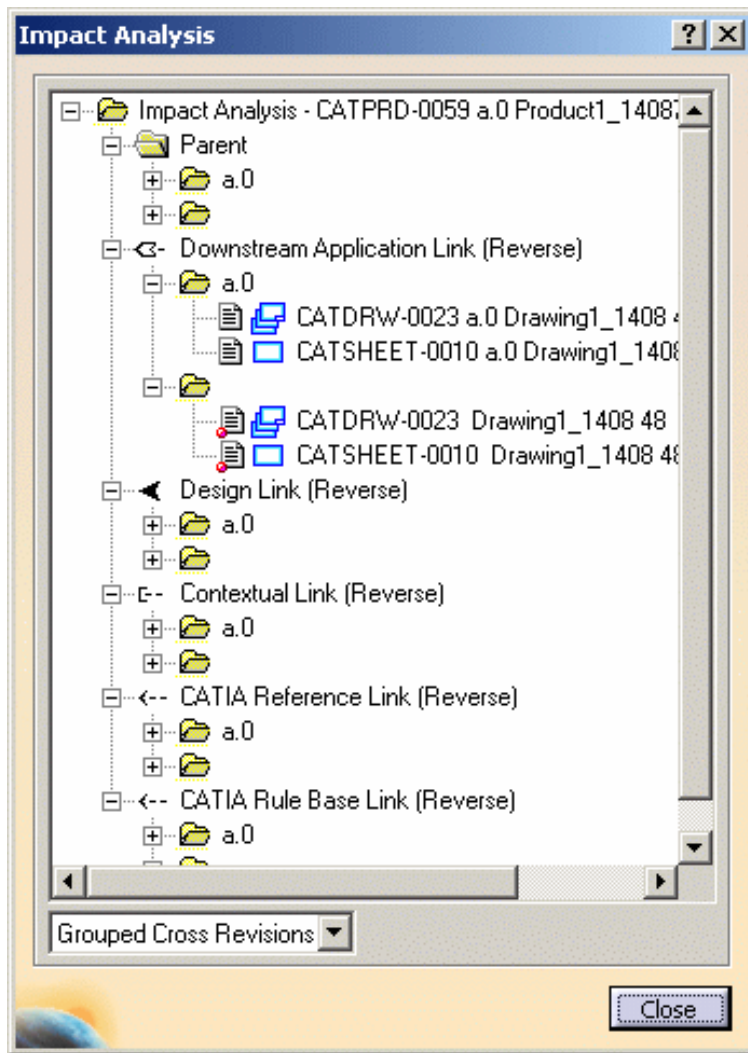 Impact Analysis
Impact Analysis - CATPRD-0059 a.0 Product1_1408
Parent
a.0
Downstream Application Link (Reverse)
a.0
CATDRW-0023 a.0 Drawing1_1408 4
CATSHEET-0010 a.0 Drawing1_1408
CATDRW-0023 Drawing1_1408 48
CATSHEET-0010 Drawing1_1408 48
Design Link (Reverse)
a.0
Contextual Link (Reverse)
a.0
CATIA Reference Link (Reverse)
a.0
CATIA Rule Base Link (Reverse)
a.0
Grouped Cross Revisions
Close